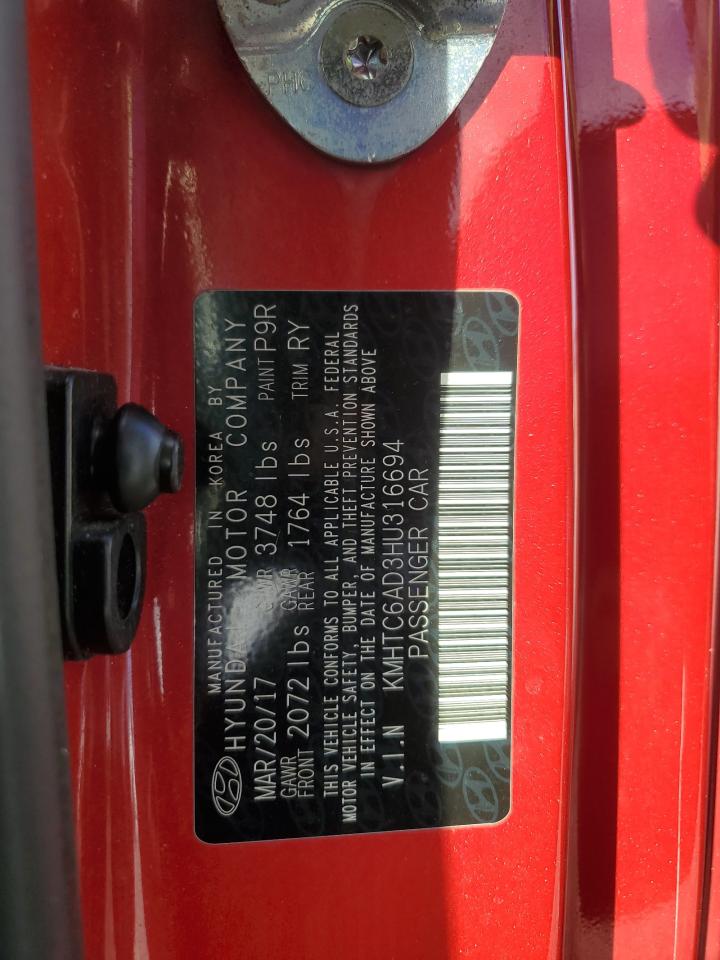 PHC
MANUFACTURED IN KOREA BY
HYUNDAI MOTOR COMPANY
MAR/20/17 GVWR 3748 lbs PAINT P9R
GAWR FRONT 2072 lbs GAWR REAR 1764 lbs TRIM RY
THIS VEHICLE CONFORMS TO ALL APPLICABLE U.S.A. FEDERAL
MOTOR VEHICLE SAFETY, BUMPER, AND THEFT PREVENTION STANDARDS
IN EFFECT ON THE DATE OF MANUFACTURE SHOWN ABOVE
V.I.N KMHTC6AD3HU316694
PASSENGER CAR